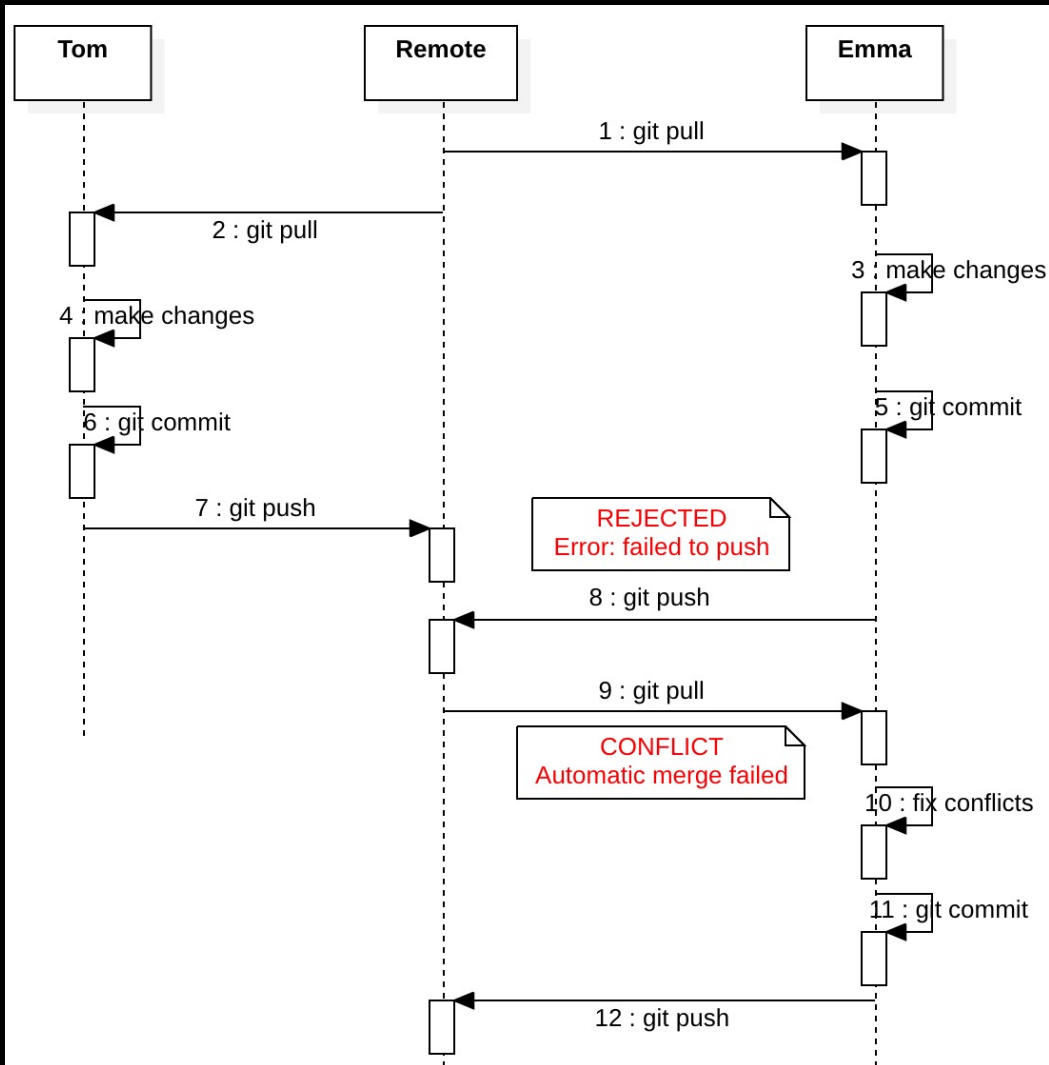 Tom
Remote
Emma
1 : git pull
2 : git pull
3 : make changes
4 : make changes
5 : git commit
6 : git commit
7 : git push
REJECTED
Error: failed to push
8 : git push
9 : git pull
CONFLICT
Automatic merge failed
10 : fix conflicts
11 : git commit
12 : git push